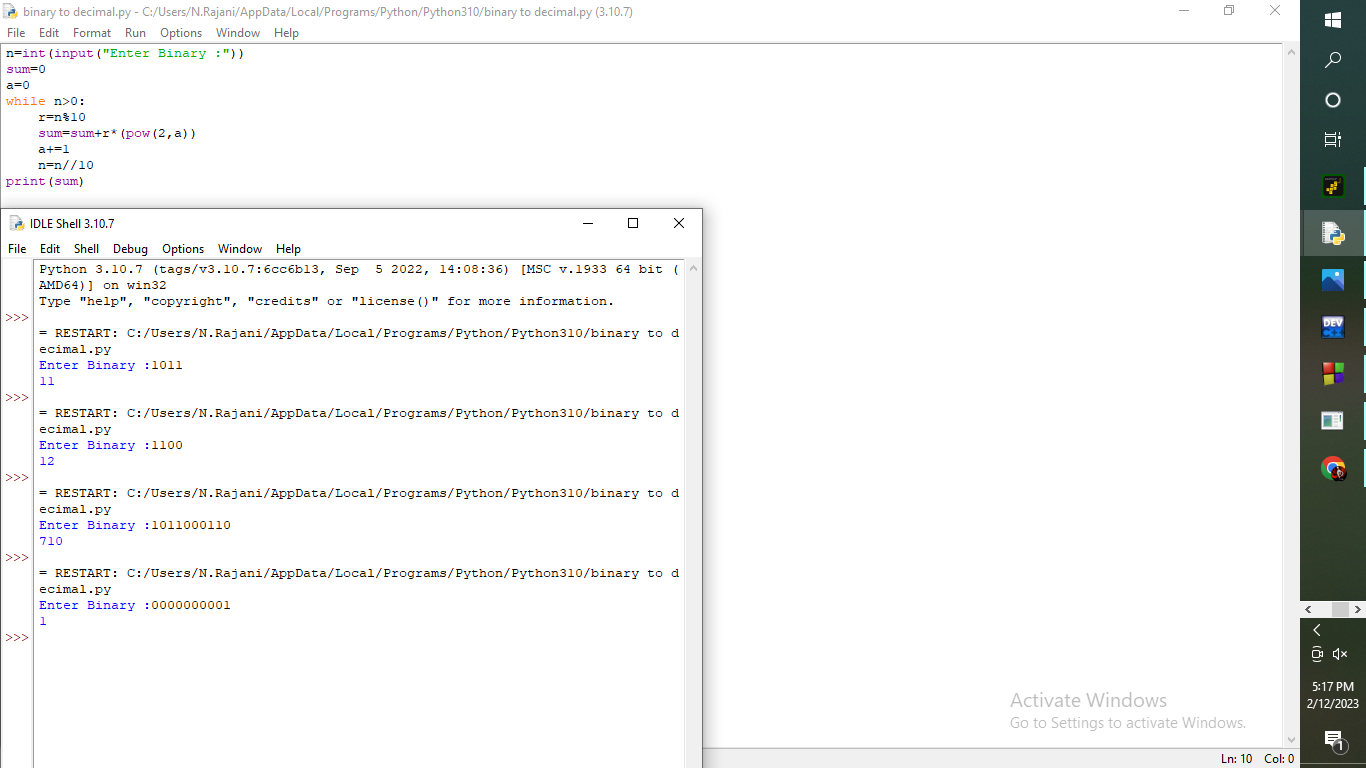 binary to decimal.py - C:/Users/N.Rajani/AppData/Local/Programs/Python/Python310/binary to decimal.py (3.10.7)
File Edit Format Run Options Window Help
n=int(input("Enter Binary :"))
sum=0
a=0
while n>0:
    r=n%10
    sum=sum+r*(pow(2,a))
    a+=1
    n=n//10
print(sum)
IDLE Shell 3.10.7
File Edit Shell Debug Options Window Help
Python 3.10.7 (tags/v3.10.7:6cc6b13, Sep  5 2022, 14:08:36) [MSC v.1933 64 bit (
AMD64)] on win32
Type "help", "copyright", "credits" or "license()" for more information.
>>>
= RESTART: C:/Users/N.Rajani/AppData/Local/Programs/Python/Python310/binary to d
ecimal.py
Enter Binary :1011
11
>>>
= RESTART: C:/Users/N.Rajani/AppData/Local/Programs/Python/Python310/binary to d
ecimal.py
Enter Binary :1100
12
>>>
= RESTART: C:/Users/N.Rajani/AppData/Local/Programs/Python/Python310/binary to d
ecimal.py
Enter Binary :1011000110
710
>>>
= RESTART: C:/Users/N.Rajani/AppData/Local/Programs/Python/Python310/binary to d
ecimal.py
Enter Binary :0000000001
1
>>>
Activate Windows
Go to Settings to activate Windows.
Ln: 10 Col: 0
DEV
5:17 PM
2/12/2023
1